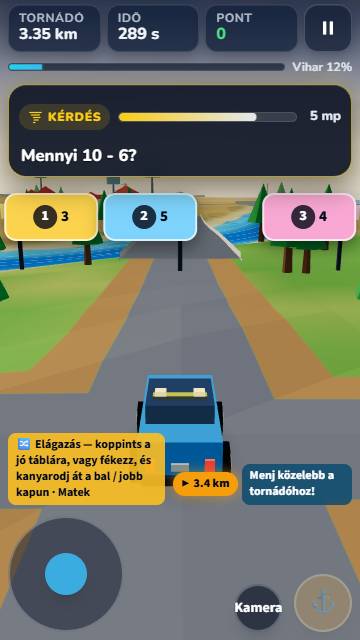 TORNÁDÓ
3.35 km
IDŐ
289 s
PONT
0
Vihar 12%
KÉRDÉS
5 mp
Mennyi 10 - 6?
1 3
2 5
3 4
Elágazás — koppints a
jó táblára, vagy fékezz, és
kanyarodj át a bal / jobb
kapun · Matek
► 3.4 km
Menj közelebb a
tornádóhoz!
Kamera